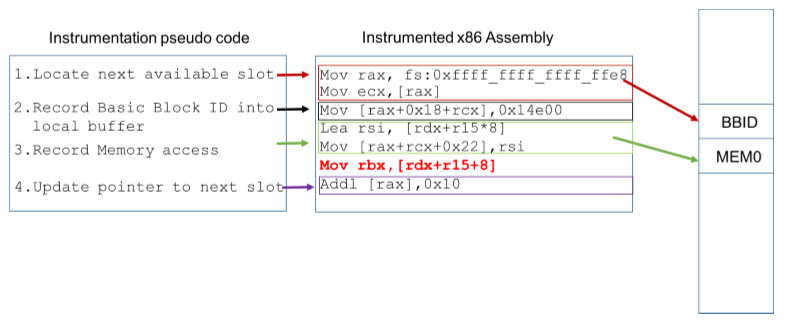 Instrumentation pseudo code
1.Locate next available slot
2.Record Basic Block ID into
local buffer
3.Record Memory access
4.Update pointer to next slot
Instrumented x86 Assembly
Mov rax, fs:0xffff_ffff_ffff_ffe8
Mov ecx,[rax]
Mov [rax+0x18+rcx],0x14e00
Lea rsi, [rdx+r15*8]
Mov [rax+rcx+0x22],rsi
Mov rbx,[rdx+r15+8]
Addl [rax],0x10
BBID
MEM0